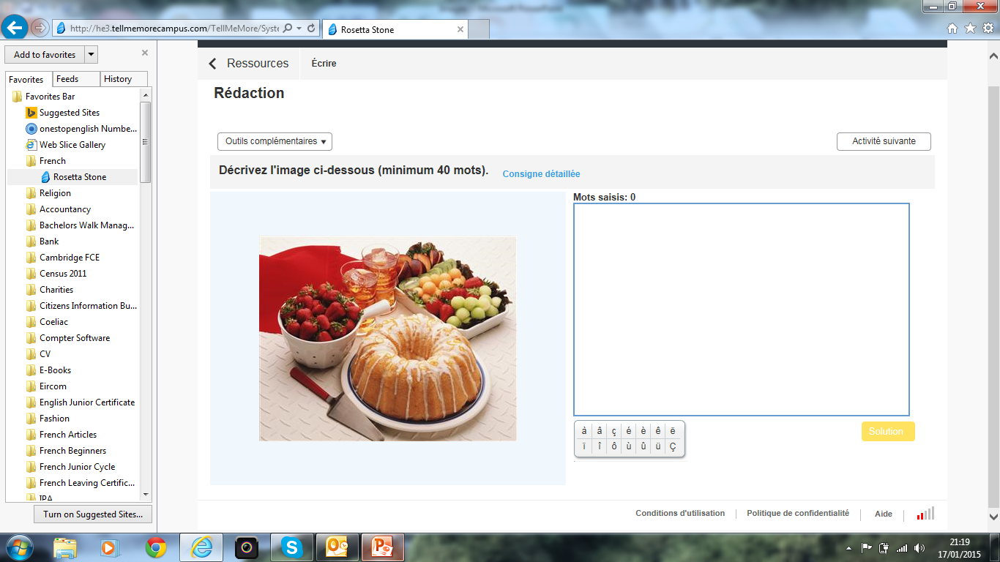 http://he3.tellmemorecampus.com/TellMeMore/Syste
Rosetta Stone
Add to favorites
Favorites
Feeds
History
Favorites Bar
Suggested Sites
onestopenglish Numbe...
Web Slice Gallery
French
Rosetta Stone
Religion
Accountancy
Bachelors Walk Manag...
Bank
Cambridge FCE
Census 2011
Charities
Citizens Information Bu...
Coeliac
Compter Software
CV
E-Books
Eircom
English Junior Certificate
Fashion
French Articles
French Beginners
French Junior Cycle
French Leaving Certific...
IPA
Turn on Suggested Sites...
Ressources
Écrire
Rédaction
Outils complémentaires
Activité suivante
Décrivez l'image ci-dessous (minimum 40 mots).
Consigne détaillée
Mots saisis: 0
à â ç é è ê ë
ï î ô ù û ü Ç
Solution
Conditions d'utilisation
Politique de confidentialité
Aide
21:19
17/01/2015